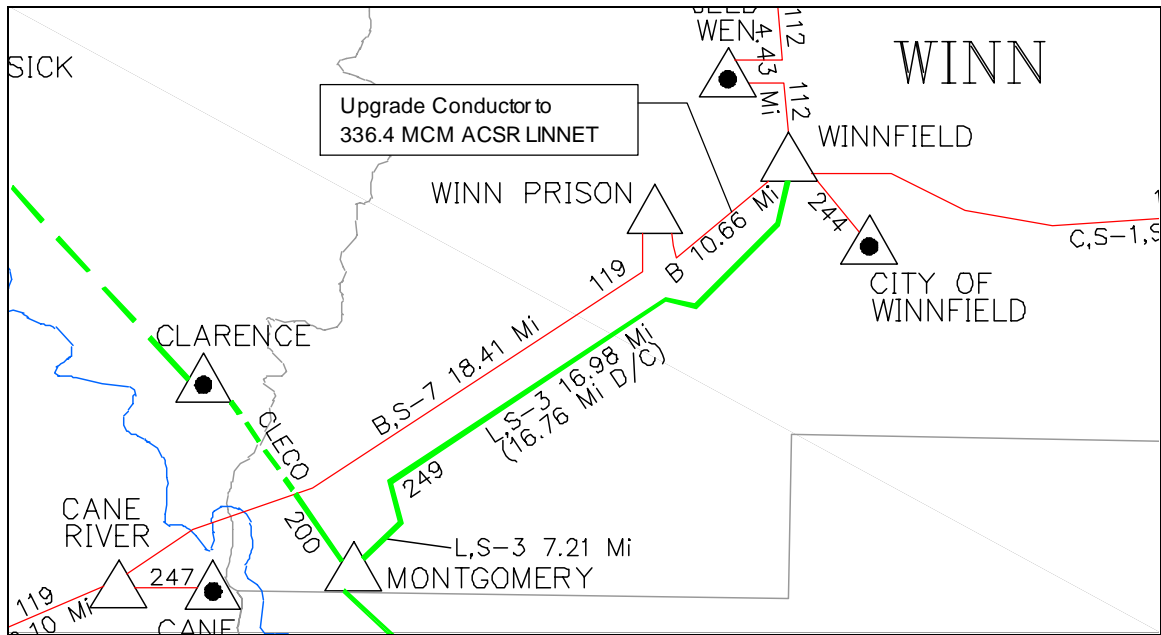 WEN.
112
4.43 Mi
112
WINN
SICK
Upgrade Conductor to
336.4 MCM ACSR LINNET
WINNFIELD
WINN PRISON
B 10.66 Mi
244
C,S-1,S
119
CITY OF
WINNFIELD
CLARENCE
B,S-7 18.41 Mi
L,S-3 16.98 Mi
(16.76 Mi D/C)
CLECO
249
200
CANE
RIVER
L,S-3 7.21 Mi
247
MONTGOMERY
119
10 Mi
CANE